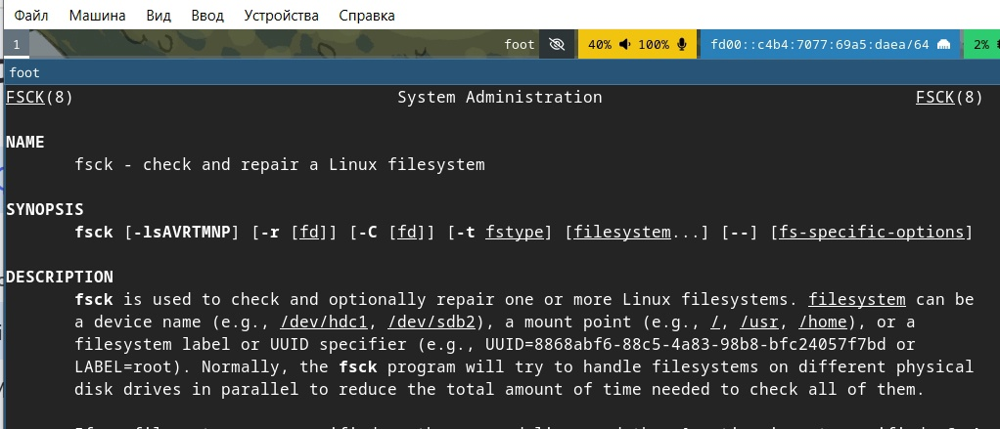 Файл Машина Вид Ввод Устройства Справка
1 foot 40% 100% fd00::c4b4:7077:69a5:daea/64 2%
foot
FSCK(8) System Administration FSCK(8)
NAME
fsck - check and repair a Linux filesystem
SYNOPSIS
fsck [-lsAVRTMNP] [-r [fd]] [-C [fd]] [-t fstype] [filesystem...] [--] [fs-specific-options]
DESCRIPTION
fsck is used to check and optionally repair one or more Linux filesystems. filesystem can be
a device name (e.g., /dev/hdc1, /dev/sdb2), a mount point (e.g., /, /usr, /home), or a
filesystem label or UUID specifier (e.g., UUID=8868abf6-88c5-4a83-98b8-bfc24057f7bd or
LABEL=root). Normally, the fsck program will try to handle filesystems on different physical
disk drives in parallel to reduce the total amount of time needed to check all of them.